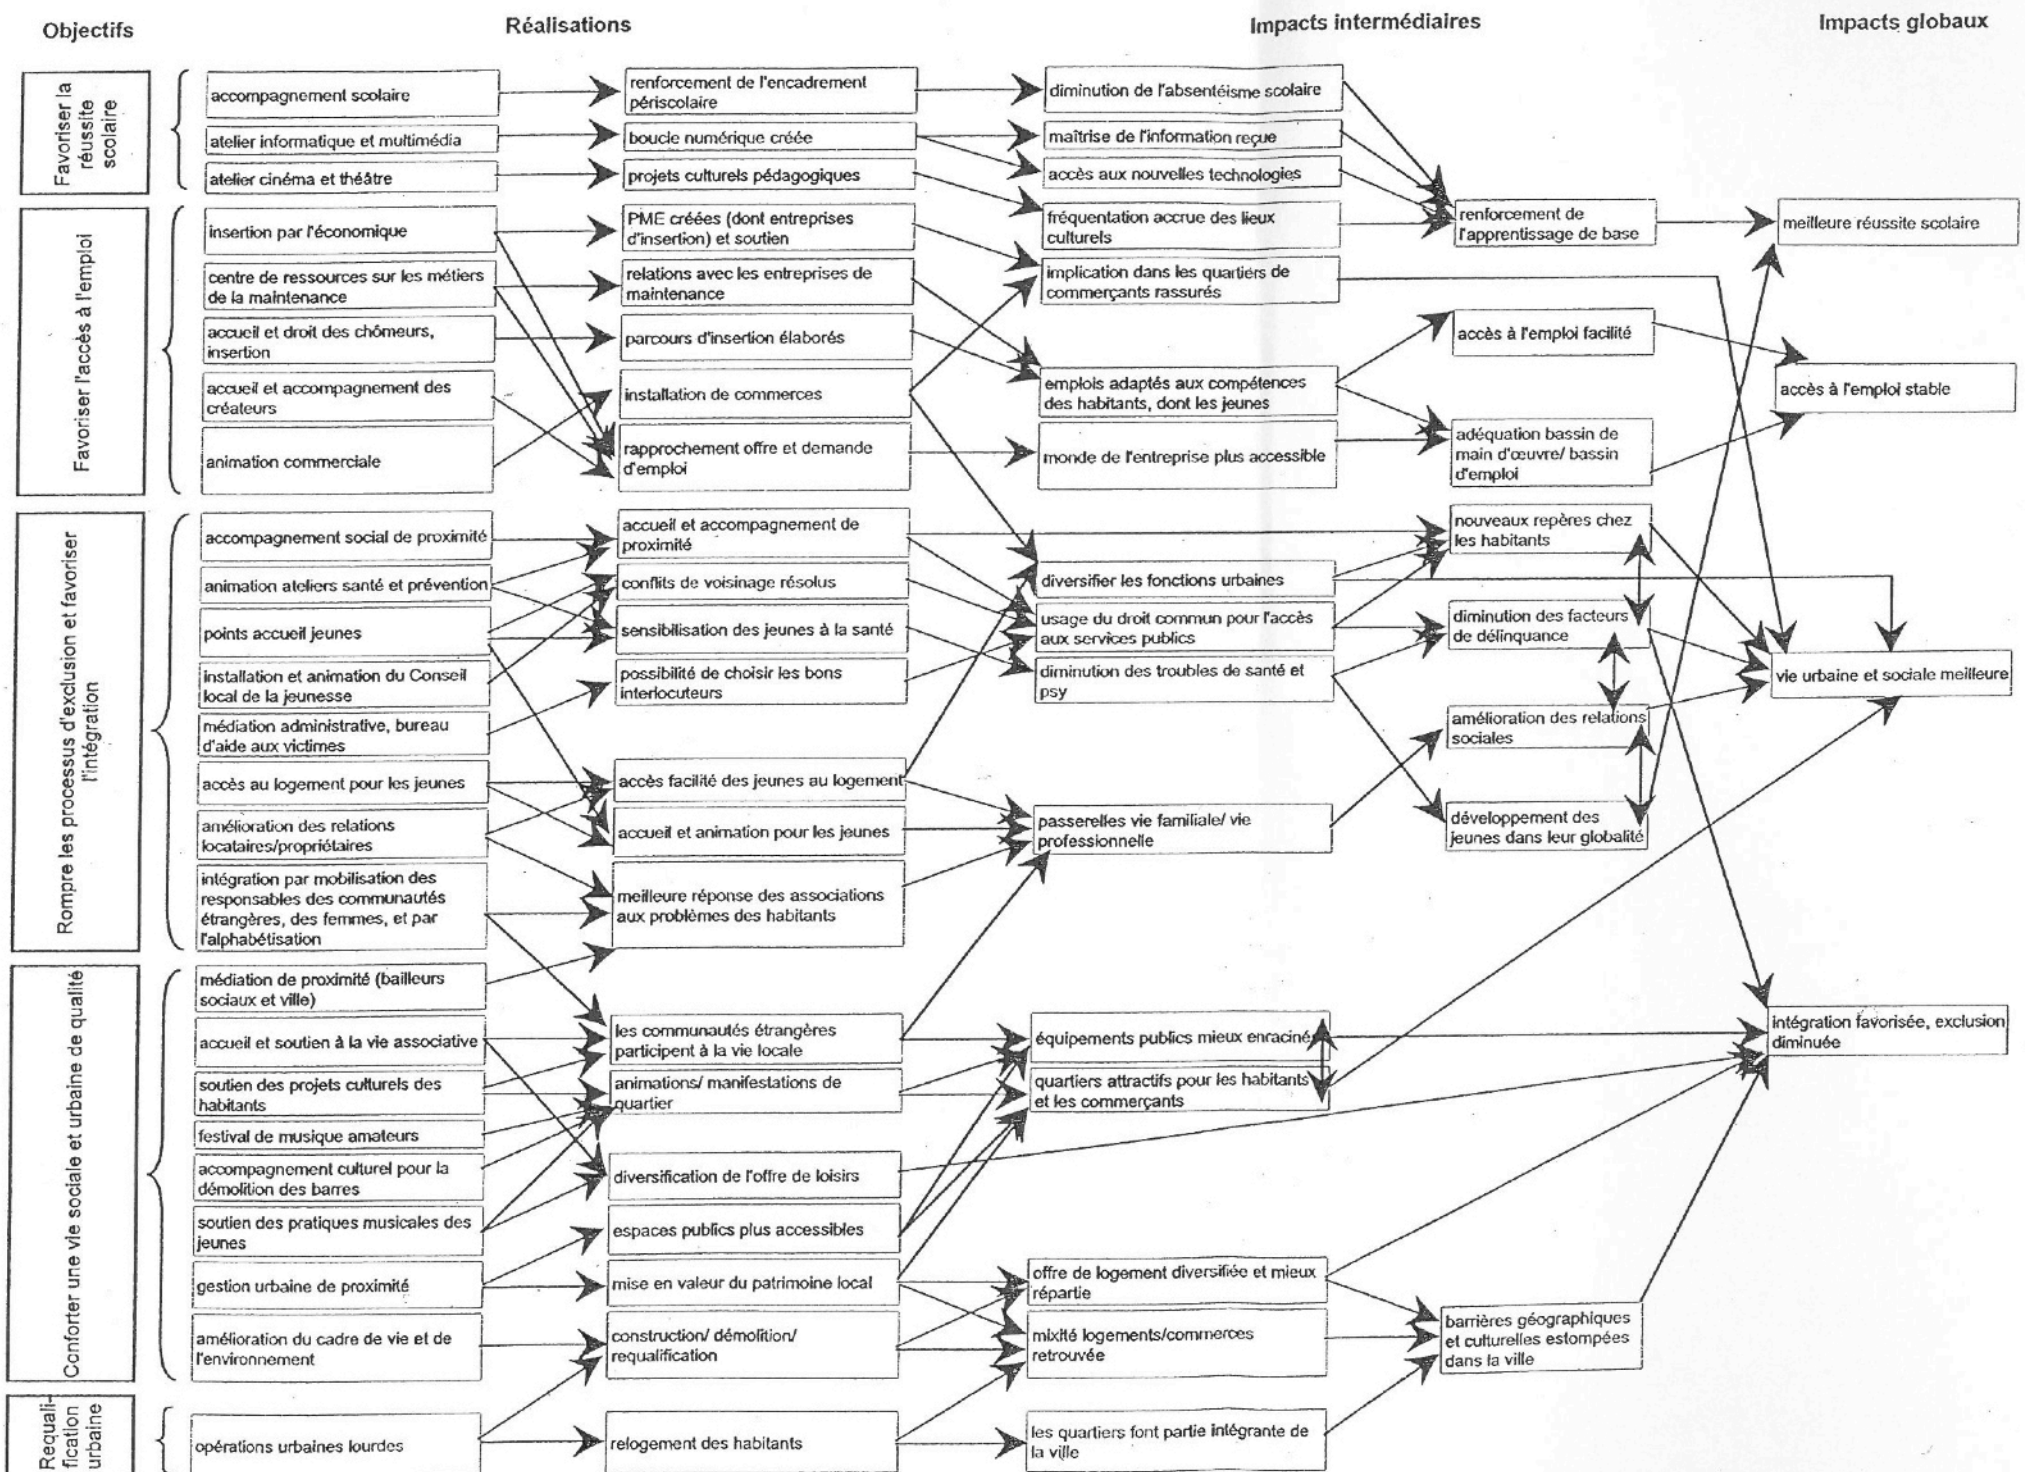 Objectifs
Réalisations
Impacts intermédiaires
Impacts globaux
Favoriser la
réussite
scolaire
accompagnement scolaire
atelier informatique et multimédia
atelier cinéma et théâtre
renforcement de l'encadrement
périscolaire
boucle numérique créée
projets culturels pédagogiques
diminution de l'absentéisme scolaire
maîtrise de l'information reçue
accès aux nouvelles technologies
fréquentation accrue des lieux
culturels
renforcement de
l'apprentissage de base
meilleure réussite scolaire
Favoriser l'accès à l'emploi
insertion par l'économique
centre de ressources sur les métiers
de la maintenance
accueil et droit des chômeurs,
insertion
accueil et accompagnement des
créateurs
animation commerciale
PME créées (dont entreprises
d'insertion) et soutien
relations avec les entreprises de
maintenance
parcours d'insertion élaborés
installation de commerces
rapprochement offre et demande
d'emploi
implication dans les quartiers de
commerçants rassurés
emplois adaptés aux compétences
des habitants, dont les jeunes
monde de l'entreprise plus accessible
accès à l'emploi facilité
adéquation bassin de
main d'œuvre/ bassin
d'emploi
accès à l'emploi stable
Rompre les processus d'exclusion et favoriser
l'intégration
accompagnement social de proximité
animation ateliers santé et prévention
points accueil jeunes
installation et animation du Conseil
local de la jeunesse
médiation administrative, bureau
d'aide aux victimes
accès au logement pour les jeunes
amélioration des relations
locataires/propriétaires
intégration par mobilisation des
responsables des communautés
étrangères, des femmes, et par
l'alphabétisation
accueil et accompagnement de
proximité
conflits de voisinage résolus
sensibilisation des jeunes à la santé
possibilité de choisir les bons
interlocuteurs
accès facilité des jeunes au logement
accueil et animation pour les jeunes
meilleure réponse des associations
aux problèmes des habitants
diversifier les fonctions urbaines
usage du droit commun pour l'accès
aux services publics
diminution des troubles de santé et
psy
passerelles vie familiale/ vie
professionnelle
nouveaux repères chez
les habitants
diminution des facteurs
de délinquance
amélioration des relations
sociales
développement des
jeunes dans leur globalité
vie urbaine et sociale meilleure
Conforter une vie sociale et urbaine de qualité
médiation de proximité (bailleurs
sociaux et ville)
accueil et soutien à la vie associative
soutien des projets culturels des
habitants
festival de musique amateurs
accompagnement culturel pour la
démolition des barres
soutien des pratiques musicales des
jeunes
gestion urbaine de proximité
amélioration du cadre de vie et de
l'environnement
les communautés étrangères
participent à la vie locale
animations/ manifestations de
quartier
diversification de l'offre de loisirs
espaces publics plus accessibles
mise en valeur du patrimoine local
construction/ démolition/
requalification
équipements publics mieux enracinés
quartiers attractifs pour les habitants
et les commerçants
offre de logement diversifiée et mieux
répartie
mixité logements/commerces
retrouvée
barrières géographiques
et culturelles estompées
dans la ville
intégration favorisée, exclusion
diminuée
Requali-
fication
urbaine
opérations urbaines lourdes
relogement des habitants
les quartiers font partie intégrante de
la ville